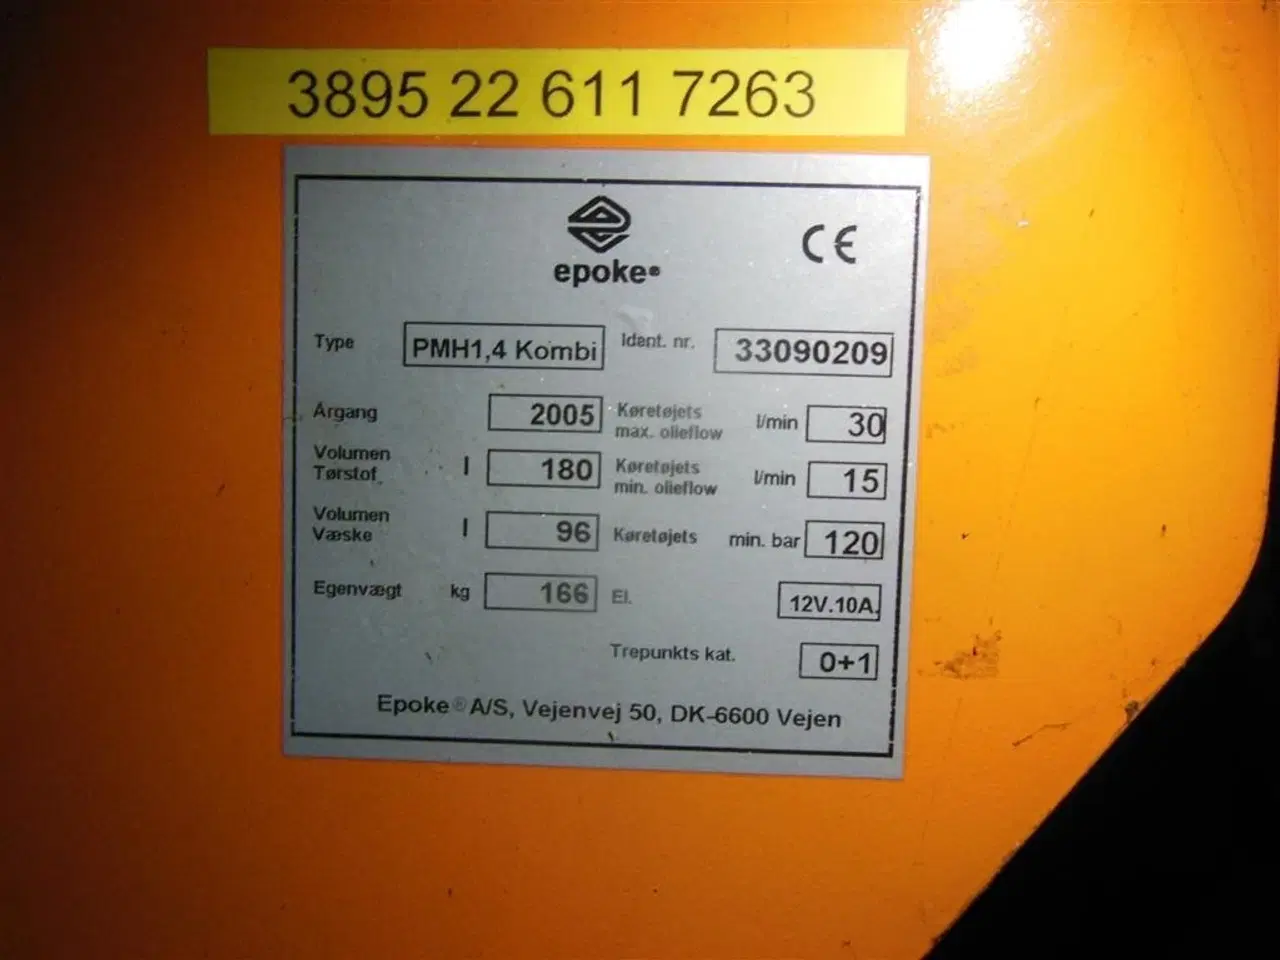 3895 22 611 7263
epoke®
CE
Type PMH1,4 Kombi Ident. nr. 33090209
Årgang 2005 Køretøjets max. olieflow l/min 30
Volumen Tørstof l 180 Køretøjets min. olieflow l/min 15
Volumen Væske l 96 Køretøjets min. bar 120
Egenvægt kg 166 El. 12V.10A.
Trepunkts kat. 0+1
Epoke® A/S, Vejenvej 50, DK-6600 Vejen